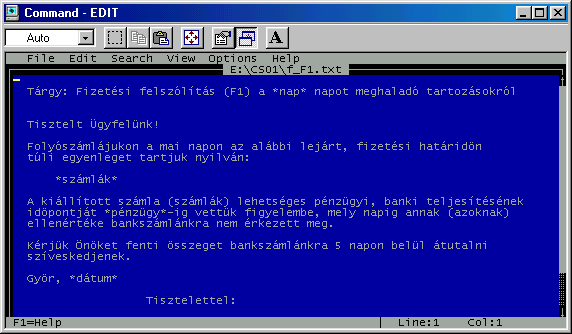 Command - EDIT
Auto
A
File Edit Search View Options Help
E:\CS01\f_F1.txt
Tárgy: Fizetési felszólítás (F1) a *nap* napot meghaladó tartozásokról
Tisztelt Ügyfelünk!
Folyószámlájukon a mai napon az alábbi lejárt, fizetési határidőn
túli egyenleget tartjuk nyilván:
*számlák*
A kiállított számla (számlák) lehetséges pénzügyi, banki teljesítésének
időpontját *pénzügy*-ig vettük figyelembe, mely napig annak (azoknak)
ellenértéke bankszámlánkra nem érkezett meg.
Kérjük Önöket fenti összeget bankszámlánkra 5 napon belül átutalni
szíveskedjenek.
Győr, *dátum*
Tisztelettel:
F1=Help
Line:1 Col:1